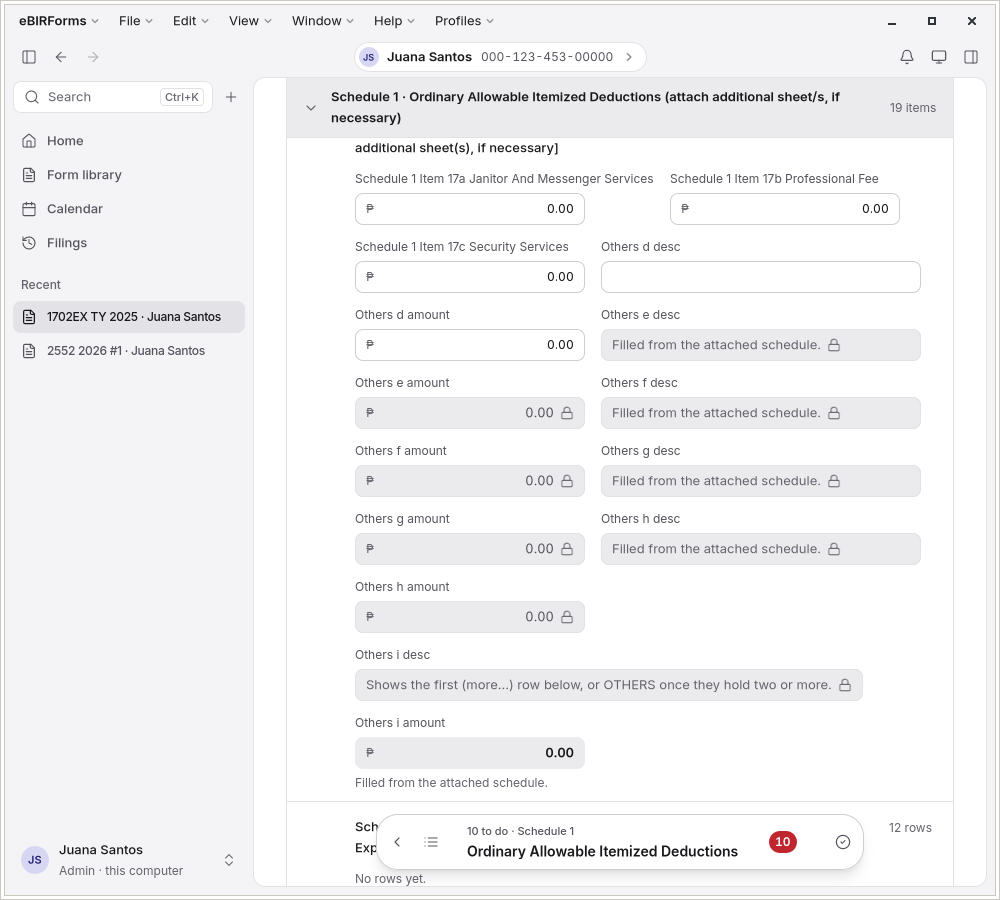 eBIRForms File Edit View Window Help Profiles
JS Juana Santos 000-123-453-00000
Search Ctrl+K
Home
Form library
Calendar
Filings
Recent
1702EX TY 2025 · Juana Santos
2552 2026 #1 · Juana Santos
JS Juana Santos
Admin · this computer
Schedule 1 · Ordinary Allowable Itemized Deductions (attach additional sheet/s, if
necessary)
19 items
additional sheet(s), if necessary]
Schedule 1 Item 17a Janitor And Messenger Services Schedule 1 Item 17b Professional Fee
₱ 0.00 ₱ 0.00
Schedule 1 Item 17c Security Services Others d desc
₱ 0.00
Others d amount Others e desc
₱ 0.00 Filled from the attached schedule.
Others e amount Others f desc
₱ 0.00 Filled from the attached schedule.
Others f amount Others g desc
₱ 0.00 Filled from the attached schedule.
Others g amount Others h desc
₱ 0.00 Filled from the attached schedule.
Others h amount
₱ 0.00
Others i desc
Shows the first (more...) row below, or OTHERS once they hold two or more.
Others i amount
₱ 0.00
Filled from the attached schedule.
12 rows
No rows yet.
10 to do · Schedule 1
Ordinary Allowable Itemized Deductions
10